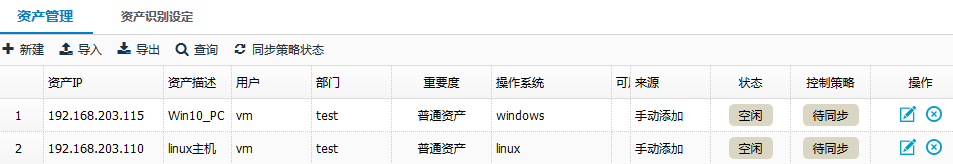 资产管理 资产识别设定
新建 导入 导出 查询 同步策略状态
资产IP 资产描述 用户 部门 重要度 操作系统 可 来源 状态 控制策略 操作
1 192.168.203.115 Win10_PC vm test 普通资产 windows 手动添加 空闲 待同步
2 192.168.203.110 linux主机 vm test 普通资产 linux 手动添加 空闲 待同步